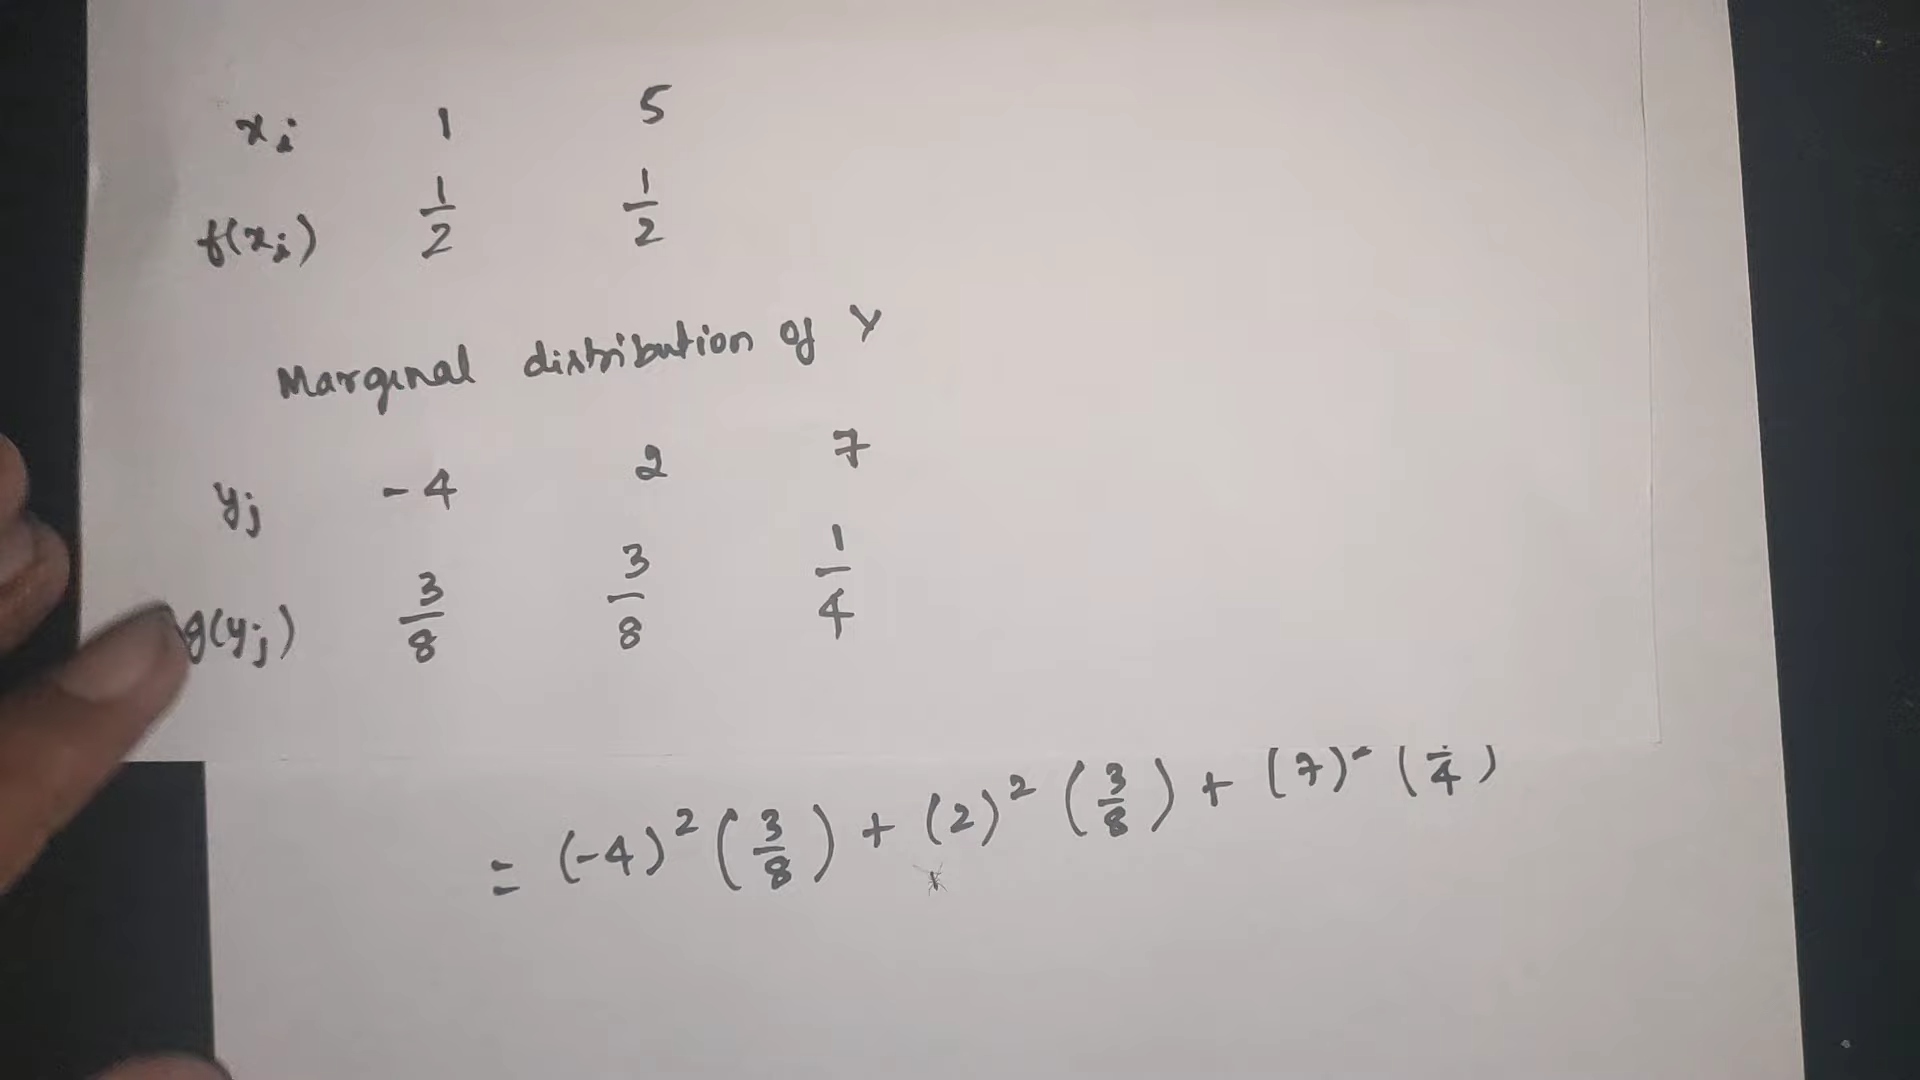 xi 1 5
f(xi) 1/2 1/2
Marginal distribution of Y
yj -4 2 7
g(yj) 3/8 3/8 1/4
= (-4)² (3/8) + (2)² (3/8) + (7)² (1/4)